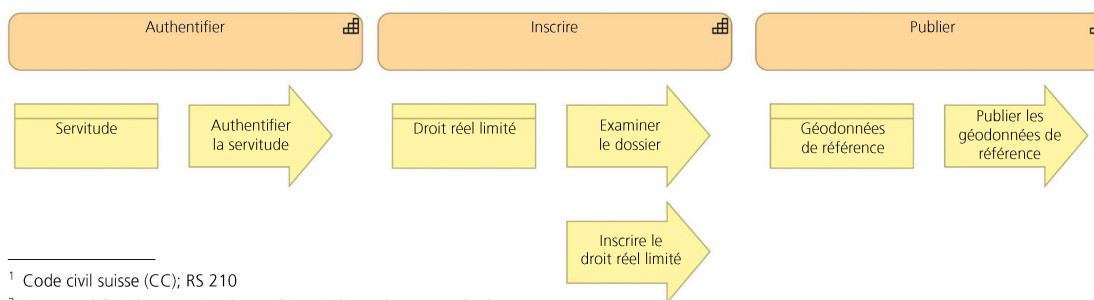 Authentifier
Inscrire
Publier
Servitude
Authentifier
la servitude
Droit réel limité
Examiner
le dossier
Géodonnées
de référence
Publier les
géodonnées de
référence
Inscrire le
droit réel limité
1 Code civil suisse (CC); RS 210